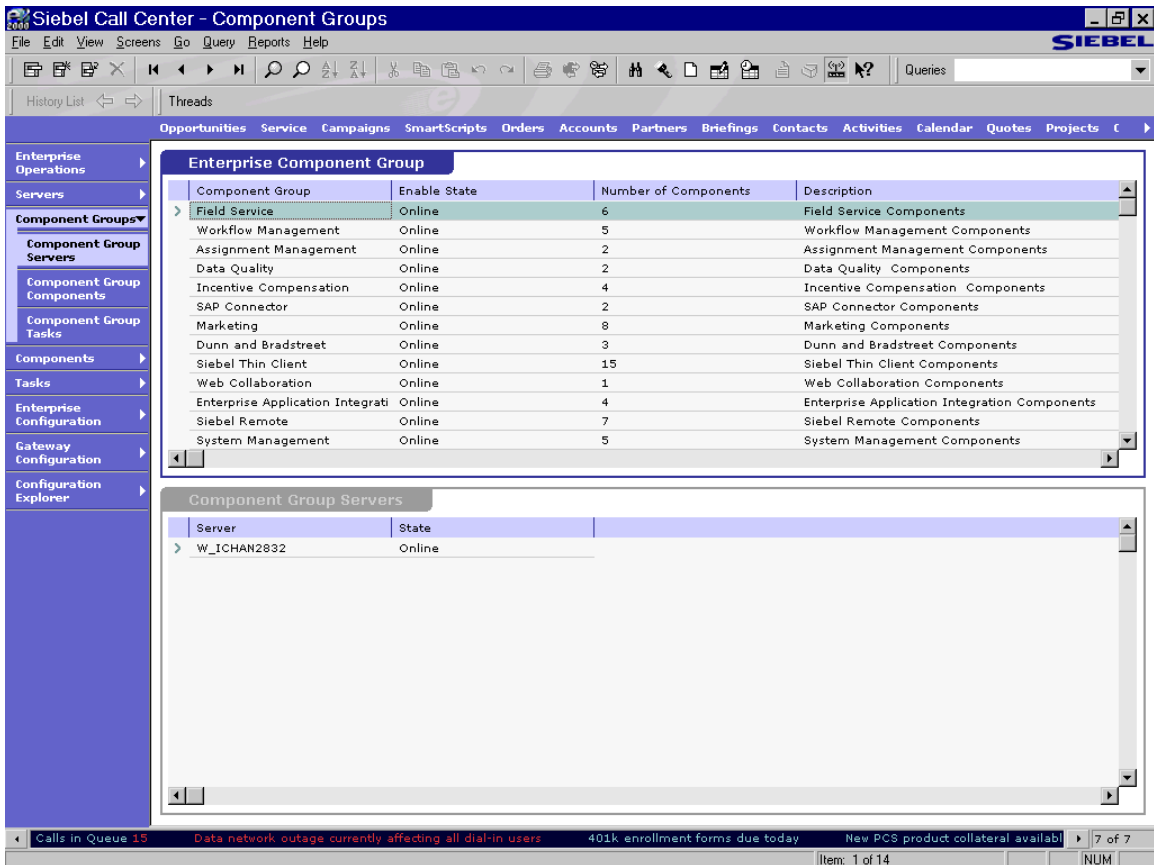 2000 Siebel Call Center - Component Groups
File Edit View Screens Go Query Reports Help SIEBEL
Queries
History List Threads
Opportunities Service Campaigns SmartScripts Orders Accounts Partners Briefings Contacts Activities Calendar Quotes Projects
Enterprise
Operations
Servers
Component Groups
Component Group
Servers
Component Group
Components
Component Group
Tasks
Components
Tasks
Enterprise
Configuration
Gateway
Configuration
Configuration
Explorer
Enterprise Component Group
Component Group Enable State Number of Components Description
Field Service Online 6 Field Service Components
Workflow Management Online 5 Workflow Management Components
Assignment Management Online 2 Assignment Management Components
Data Quality Online 2 Data Quality Components
Incentive Compensation Online 4 Incentive Compensation Components
SAP Connector Online 2 SAP Connector Components
Marketing Online 8 Marketing Components
Dunn and Bradstreet Online 3 Dunn and Bradstreet Components
Siebel Thin Client Online 15 Siebel Thin Client Components
Web Collaboration Online 1 Web Collaboration Components
Enterprise Application Integrati Online 4 Enterprise Application Integration Components
Siebel Remote Online 7 Siebel Remote Components
System Management Online 5 System Management Components
Component Group Servers
Server State
W_ICHAN2832 Online
Calls in Queue 15 Data network outage currently affecting all dial-in users 401k enrollment forms due today New PCS product collateral availabl 7 of 7
Item: 1 of 14 NUM